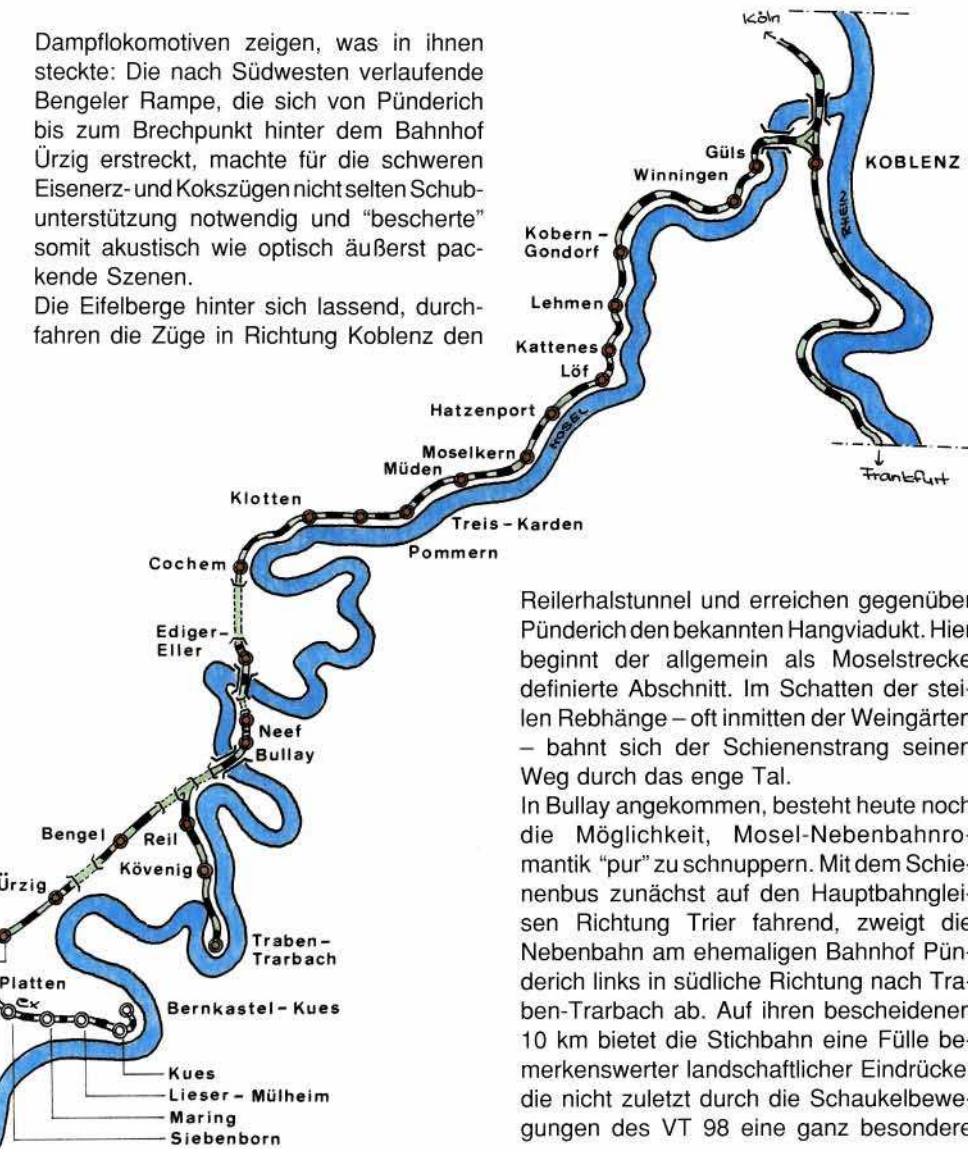 Dampflokomotiven zeigen, was in ihnen
steckte: Die nach Südwesten verlaufende
Bengeler Rampe, die sich von Pünderich
bis zum Brechpunkt hinter dem Bahnhof
Ürzig erstreckt, machte für die schweren
Eisenerz- und Kokszügen nicht selten Schub-
unterstützung notwendig und “bescherte”
somit akustisch wie optisch äußerst pac-
kende Szenen.
Die Eifelberge hinter sich lassend, durch-
fahren die Züge in Richtung Koblenz den
Köln
KOBLENZ
RHEIN
Güls
Winningen
Kobern-
Gondorf
Lehmen
Kattenes
Löf
Hatzenport
MOSEL
Moselkern
Müden
Frankfurt
Klotten
Treis-Karden
Pommern
Cochem
Ediger-
Eller
Neef
Bullay
Bengel
Reil
Kövenig
Ürzig
Traben-
Trarbach
Platten
ex
Bernkastel-Kues
Kues
Lieser-Mülheim
Maring
Siebenborn
Reilerhalstunnel und erreichen gegenüber
Pünderich den bekannten Hangviadukt. Hier
beginnt der allgemein als Moselstrecke
definierte Abschnitt. Im Schatten der stei-
len Rebhänge – oft inmitten der Weingärten
– bahnt sich der Schienenstrang seinen
Weg durch das enge Tal.
In Bullay angekommen, besteht heute noch
die Möglichkeit, Mosel-Nebenbahnro-
mantik “pur” zu schnuppern. Mit dem Schie-
nenbus zunächst auf den Hauptbahnglei-
sen Richtung Trier fahrend, zweigt die
Nebenbahn am ehemaligen Bahnhof Pün-
derich links in südliche Richtung nach Tra-
ben-Trarbach ab. Auf ihren bescheidenen
10 km bietet die Stichbahn eine Fülle be-
merkenswerter landschaftlicher Eindrücke,
die nicht zuletzt durch die Schaukelbewe-
gungen des VT 98 eine ganz besondere